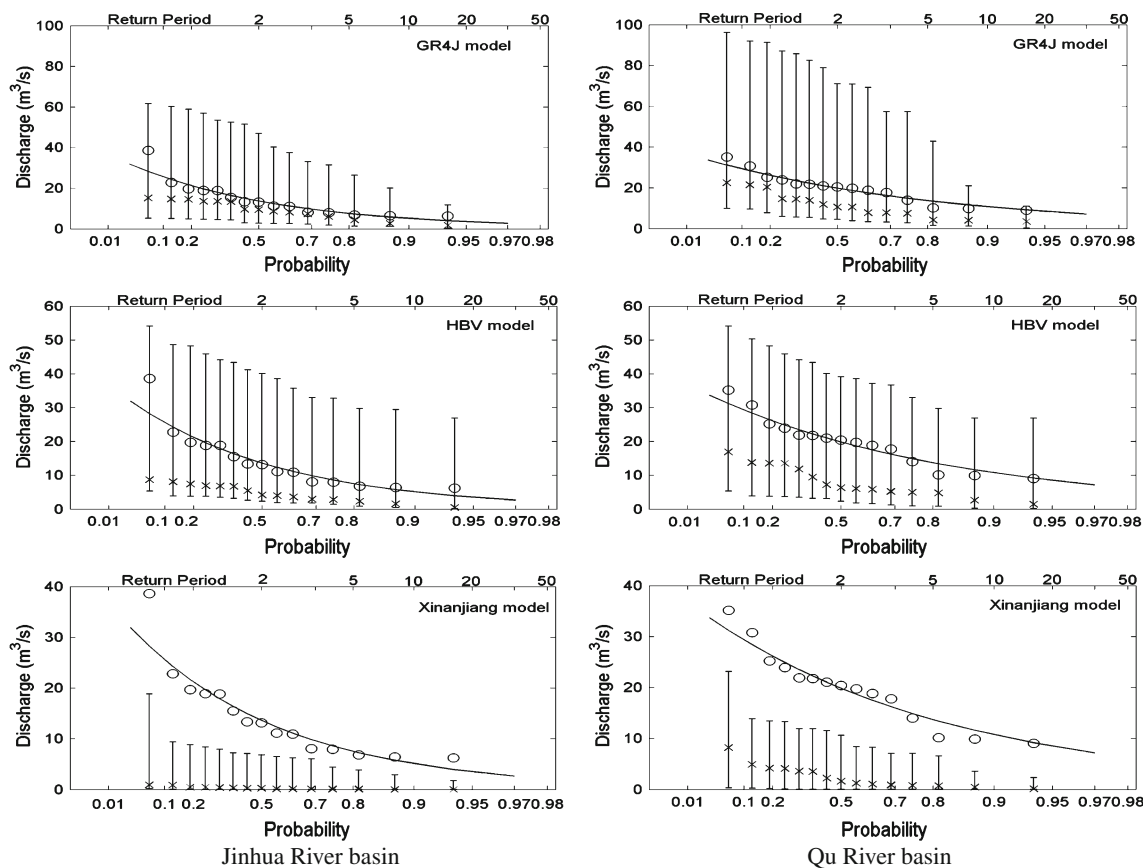 Return Period 2 5 10 20 50
100
80
60
40
20
0
Discharge (m³/s)
GR4J model
0.01 0.1 0.2 0.5 0.7 0.8 0.9 0.95 0.97 0.98
Probability
Return Period 2 5 10 20 50
100
80
60
40
20
0
Discharge (m³/s)
GR4J model
0.01 0.1 0.2 0.5 0.7 0.8 0.9 0.95 0.97 0.98
Probability
Return Period 2 5 10 20 50
60
50
40
30
20
10
0
Discharge (m³/s)
HBV model
0.01 0.1 0.2 0.5 0.7 0.8 0.9 0.95 0.97 0.98
Probability
Return Period 2 5 10 20 50
60
50
40
30
20
10
0
Discharge (m³/s)
HBV model
0.01 0.1 0.2 0.5 0.7 0.8 0.9 0.95 0.97 0.98
Probability
Return Period 2 5 10 20 50
40
30
20
10
0
Discharge (m³/s)
Xinanjiang model
0.01 0.1 0.2 0.5 0.7 0.8 0.9 0.95 0.97 0.98
Probability
Jinhua River basin
Return Period 2 5 10 20 50
40
30
20
10
0
Discharge (m³/s)
Xinanjiang model
0.01 0.1 0.2 0.5 0.7 0.8 0.9 0.95 0.97 0.98
Probability
Qu River basin